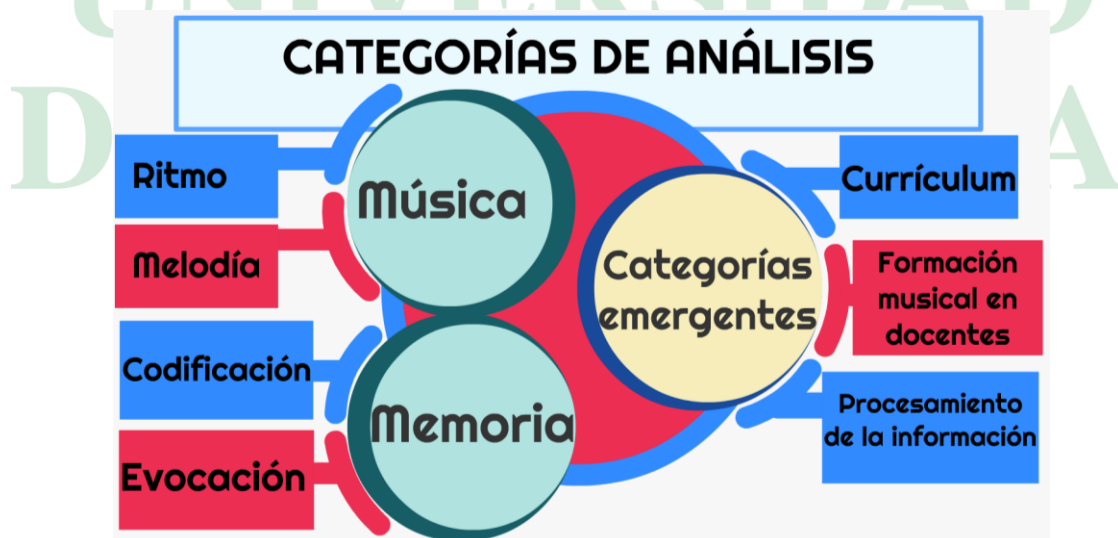 UNIVERSIDAD
CATEGORÍAS DE ANÁLISIS
Ritmo
Melodía
Codificación
Evocación
Música
Memoria
Categorías
emergentes
Currículum
Formación
musical en
docentes
Procesamiento
de la información